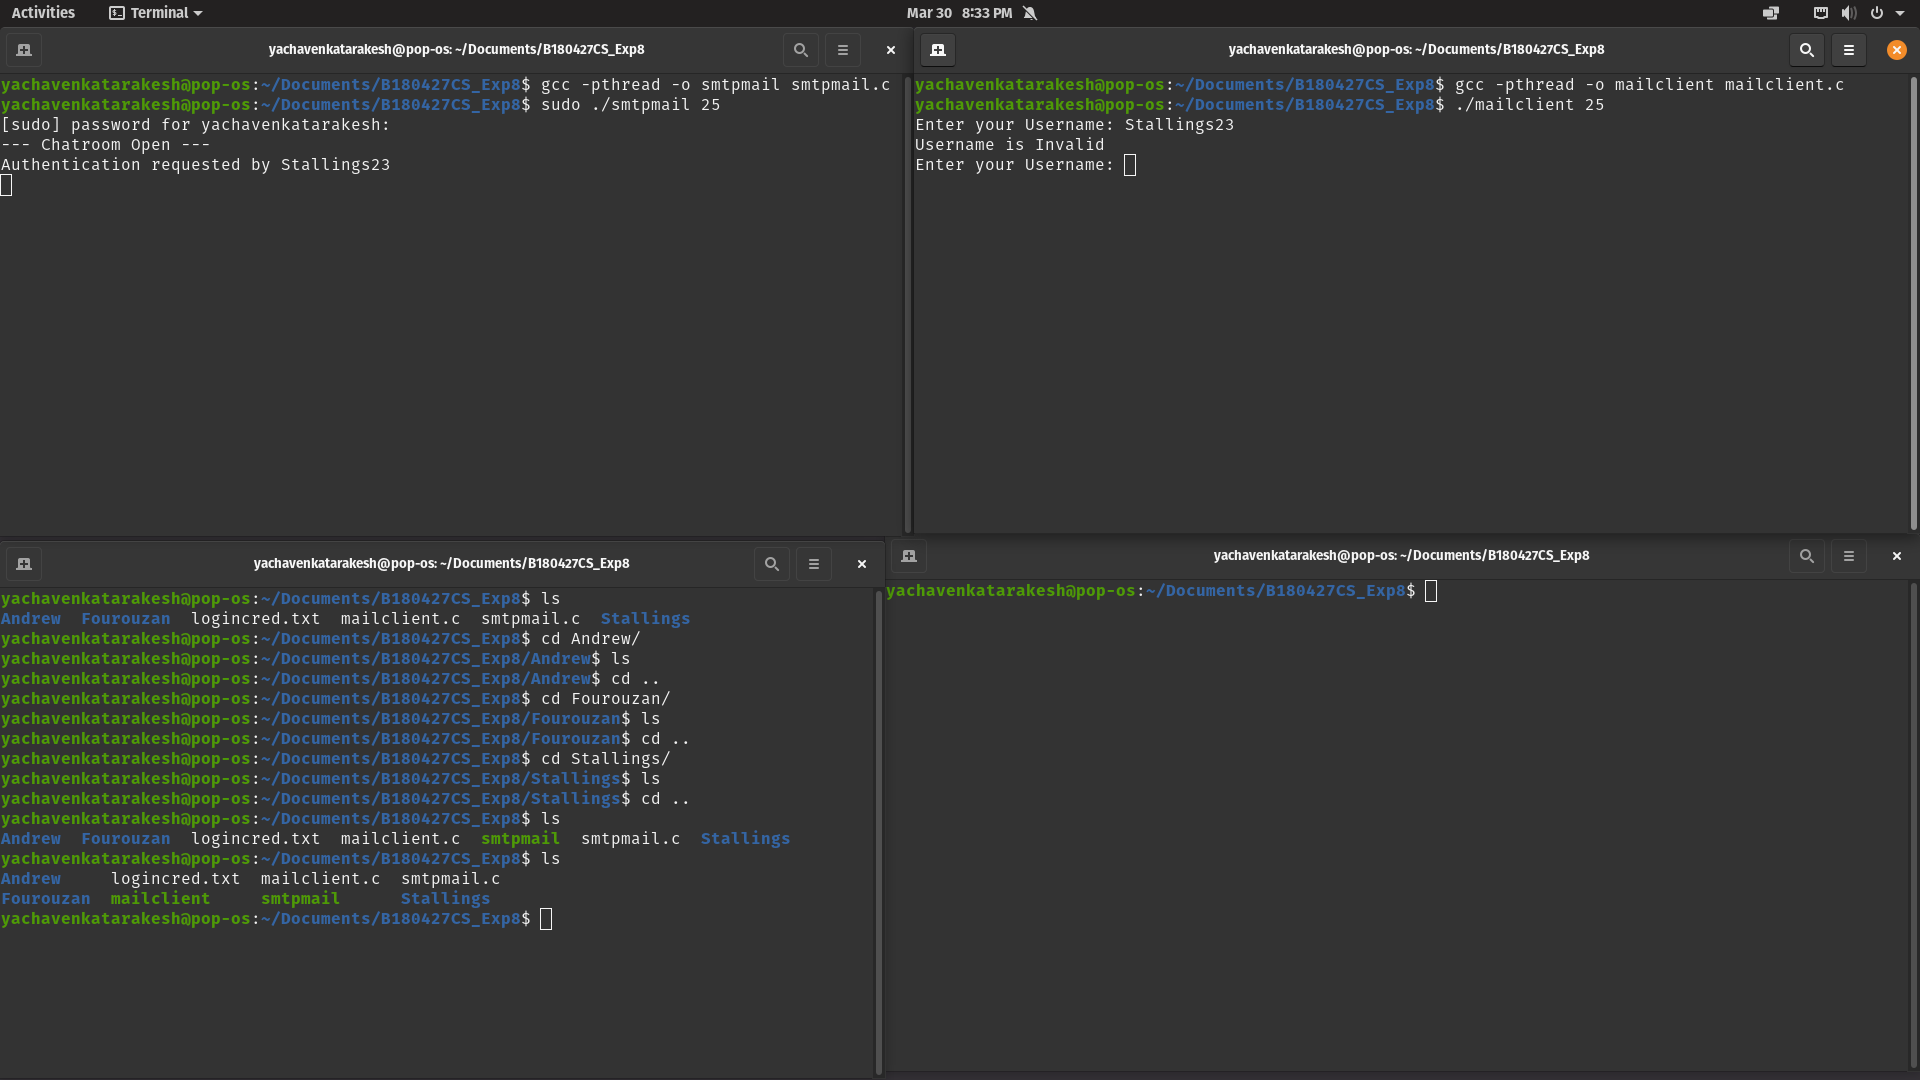 Activities Terminal Mar 30 8:33 PM
yachavenkatarakesh@pop-os: ~/Documents/B180427CS_Exp8
yachavenkatarakesh@pop-os:~/Documents/B180427CS_Exp8$ gcc -pthread -o smtpmail smtpmail.c
yachavenkatarakesh@pop-os:~/Documents/B180427CS_Exp8$ sudo ./smtpmail 25
[sudo] password for yachavenkatarakesh:
--- Chatroom Open ---
Authentication requested by Stallings23
yachavenkatarakesh@pop-os: ~/Documents/B180427CS_Exp8
yachavenkatarakesh@pop-os:~/Documents/B180427CS_Exp8$ gcc -pthread -o mailclient mailclient.c
yachavenkatarakesh@pop-os:~/Documents/B180427CS_Exp8$ ./mailclient 25
Enter your Username: Stallings23
Username is Invalid
Enter your Username:
yachavenkatarakesh@pop-os: ~/Documents/B180427CS_Exp8
yachavenkatarakesh@pop-os:~/Documents/B180427CS_Exp8$ ls
Andrew  Fourouzan  logincred.txt  mailclient.c  smtpmail.c  Stallings
yachavenkatarakesh@pop-os:~/Documents/B180427CS_Exp8$ cd Andrew/
yachavenkatarakesh@pop-os:~/Documents/B180427CS_Exp8/Andrew$ ls
yachavenkatarakesh@pop-os:~/Documents/B180427CS_Exp8/Andrew$ cd ..
yachavenkatarakesh@pop-os:~/Documents/B180427CS_Exp8$ cd Fourouzan/
yachavenkatarakesh@pop-os:~/Documents/B180427CS_Exp8/Fourouzan$ ls
yachavenkatarakesh@pop-os:~/Documents/B180427CS_Exp8/Fourouzan$ cd ..
yachavenkatarakesh@pop-os:~/Documents/B180427CS_Exp8$ cd Stallings/
yachavenkatarakesh@pop-os:~/Documents/B180427CS_Exp8/Stallings$ ls
yachavenkatarakesh@pop-os:~/Documents/B180427CS_Exp8/Stallings$ cd ..
yachavenkatarakesh@pop-os:~/Documents/B180427CS_Exp8$ ls
Andrew  Fourouzan  logincred.txt  mailclient.c  smtpmail  smtpmail.c  Stallings
yachavenkatarakesh@pop-os:~/Documents/B180427CS_Exp8$ ls
Andrew     logincred.txt  mailclient.c  smtpmail.c
Fourouzan  mailclient     smtpmail      Stallings
yachavenkatarakesh@pop-os:~/Documents/B180427CS_Exp8$
yachavenkatarakesh@pop-os: ~/Documents/B180427CS_Exp8
yachavenkatarakesh@pop-os:~/Documents/B180427CS_Exp8$